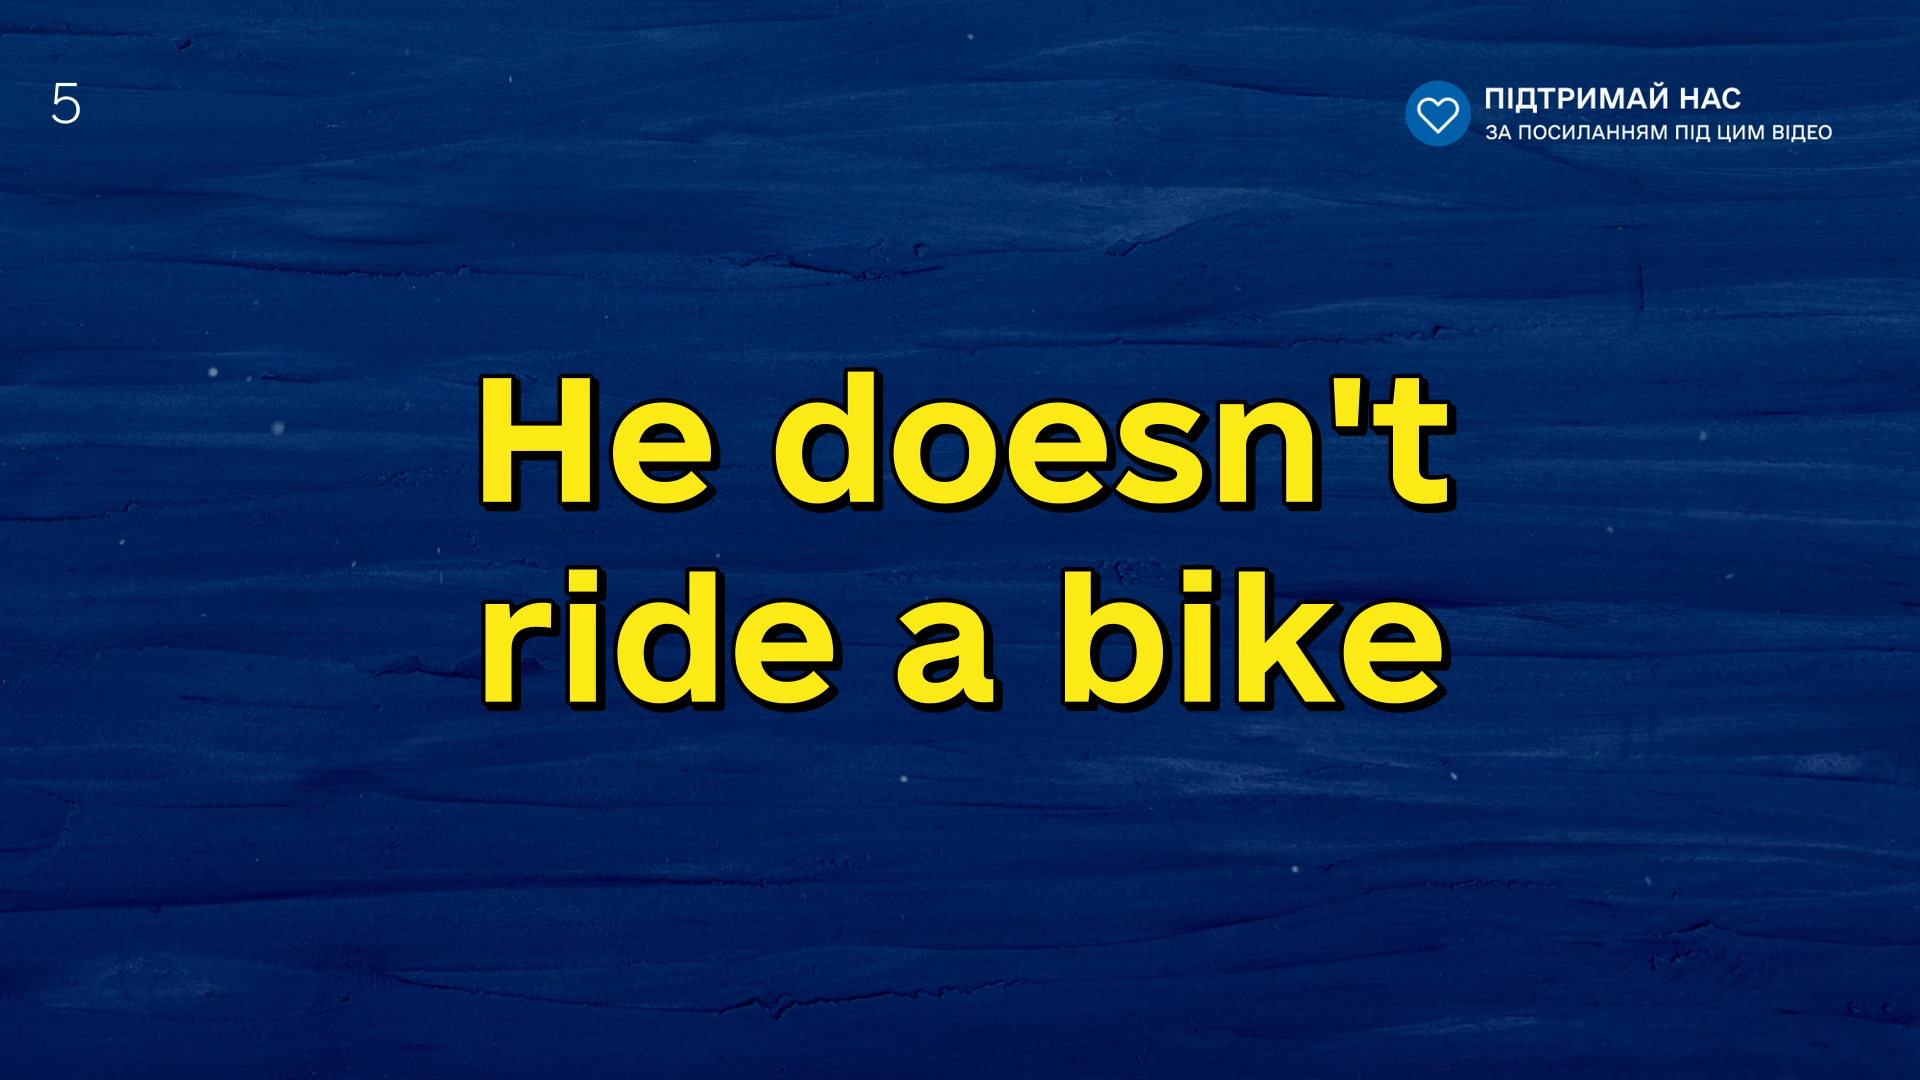 5
ПІДТРИМАЙ НАС
ЗА ПОСИЛАННЯМ ПІД ЦИМ ВІДЕО
He doesn't
ride a bike